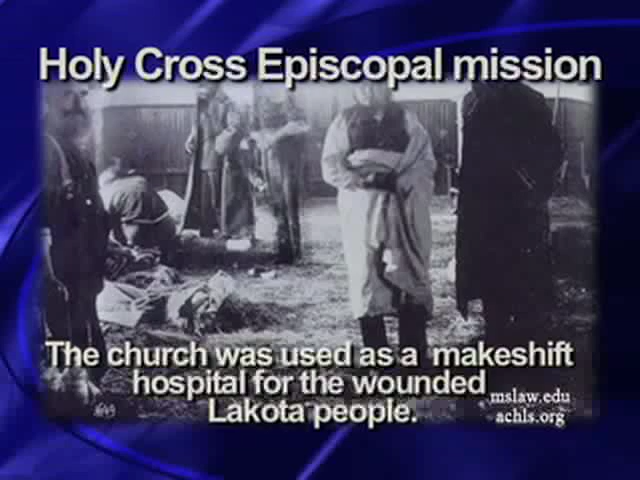 Holy Cross Episcopal mission
The church was used as a makeshift
hospital for the wounded
Lakota people.
mslaw.edu
achls.org